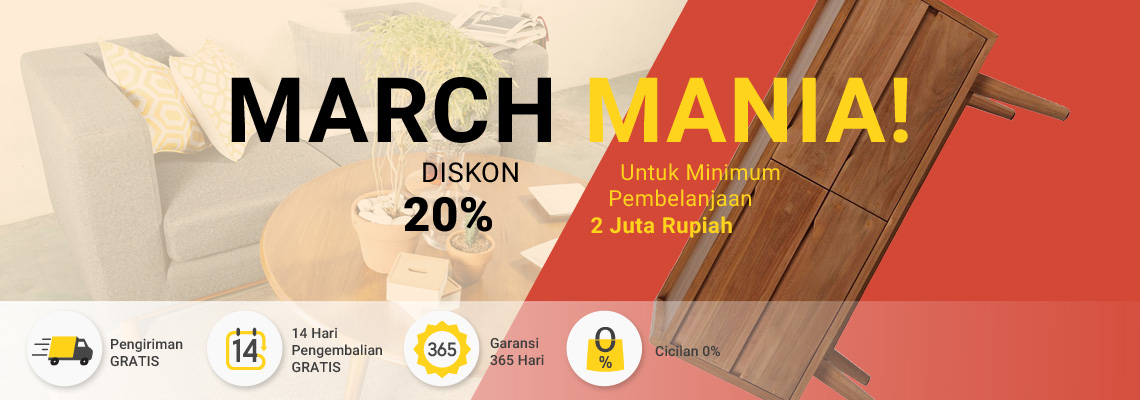 MARCH MANIA!
DISKON
20%
Untuk Minimum
Pembelanjaan
2 Juta Rupiah
Pengiriman
GRATIS
14
14 Hari
Pengembalian
GRATIS
365
Garansi
365 Hari
0
%
Cicilan 0%